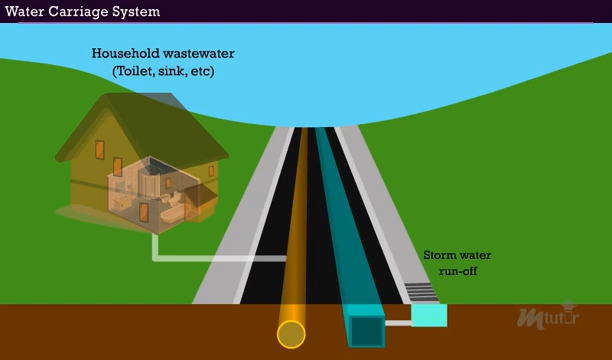 Water Carriage System
Household wastewater
(Toilet, sink, etc)
Storm water
run-off
mtutor